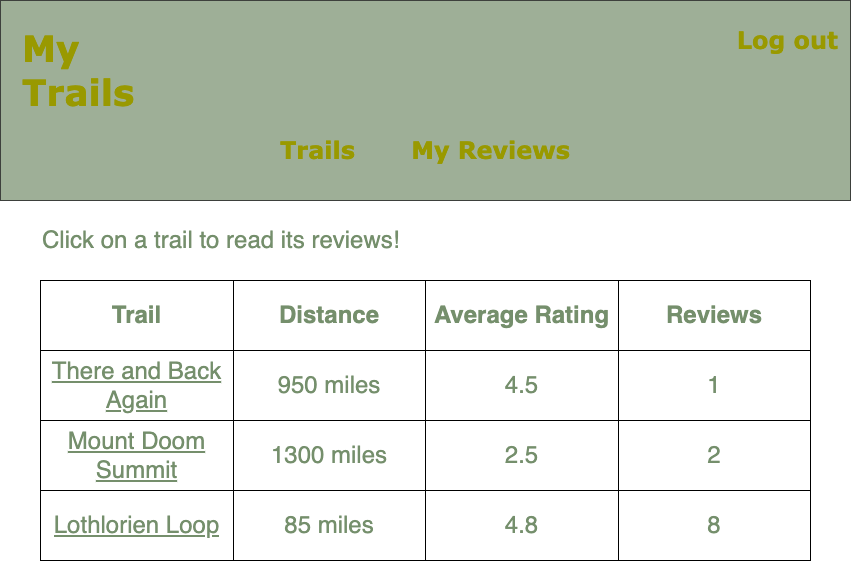 My
Trails
Log out
Trails My Reviews
Click on a trail to read its reviews!
Trail Distance Average Rating Reviews
There and Back
Again
950 miles 4.5 1
Mount Doom
Summit
1300 miles 2.5 2
Lothlorien Loop 85 miles 4.8 8